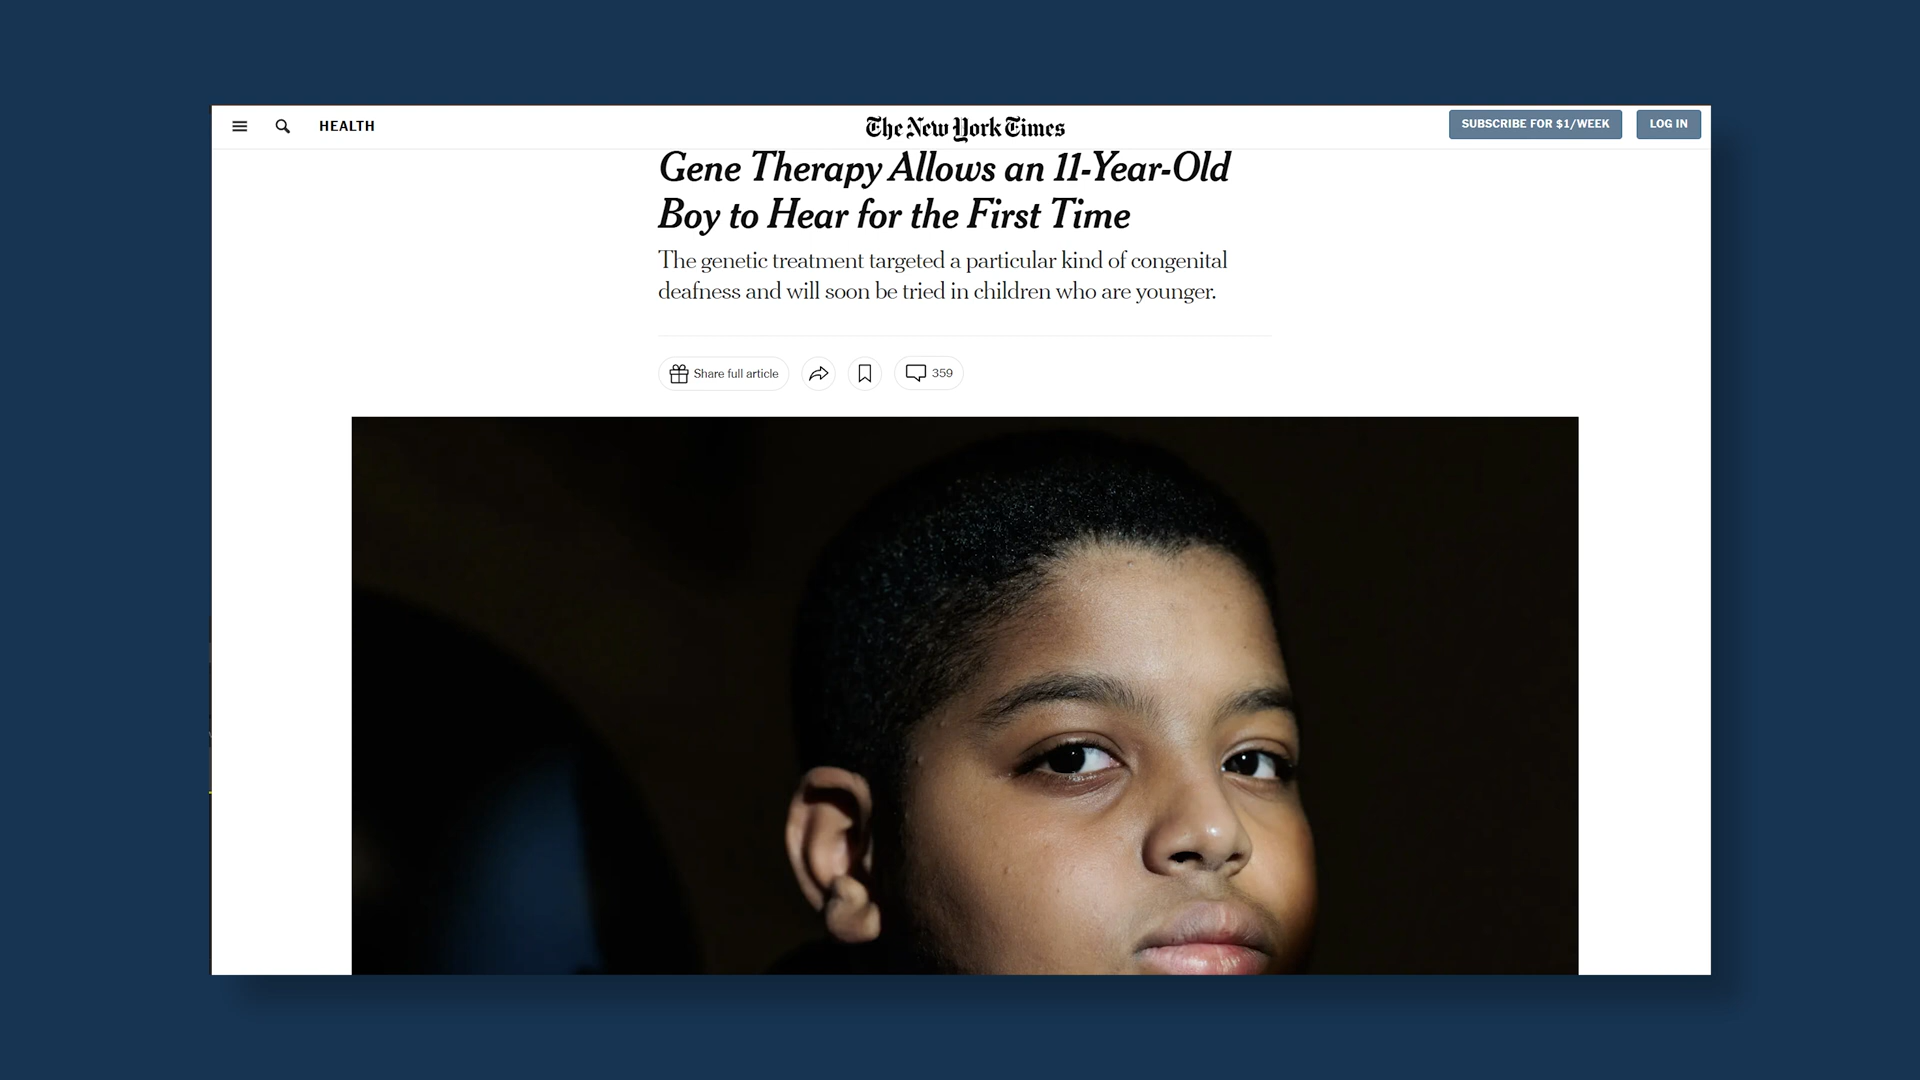 HEALTH
The New York Times
SUBSCRIBE FOR $1/WEEK
LOG IN
Gene Therapy Allows an 11-Year-Old
Boy to Hear for the First Time
The genetic treatment targeted a particular kind of congenital
deafness and will soon be tried in children who are younger.
Share full article
359